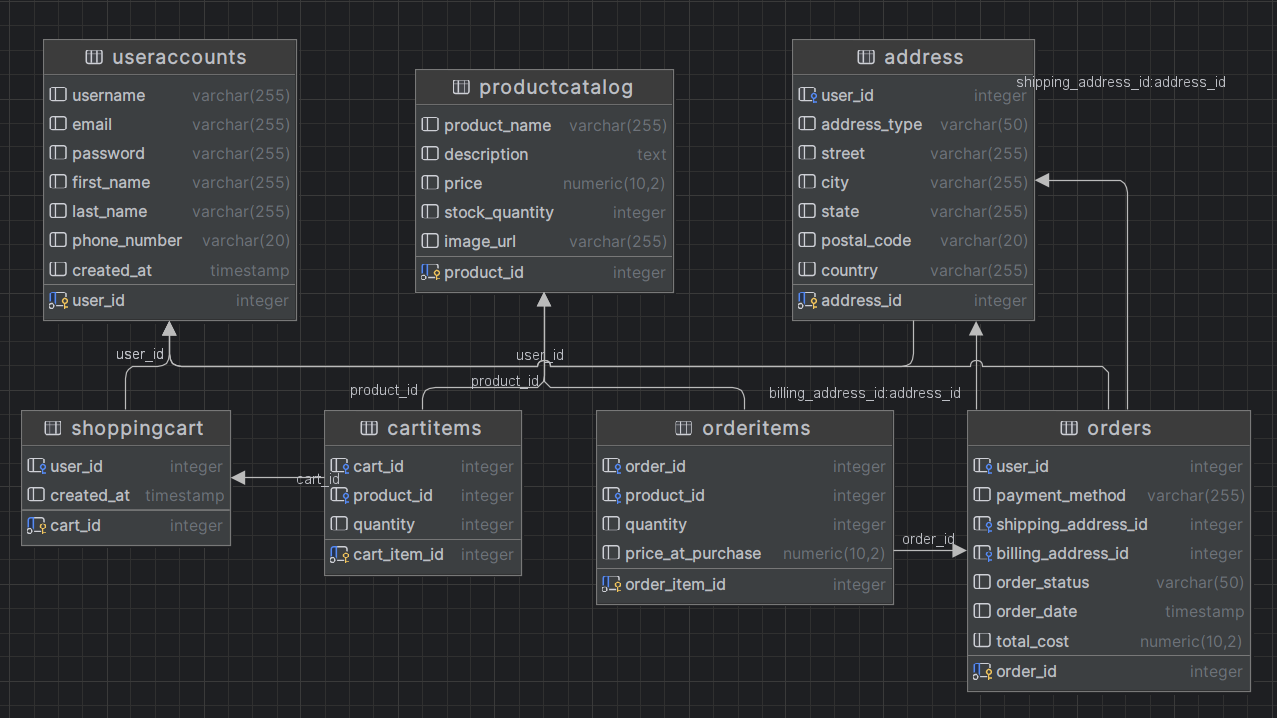 useraccounts
username varchar(255)
email varchar(255)
password varchar(255)
first_name varchar(255)
last_name varchar(255)
phone_number varchar(20)
created_at timestamp
user_id integer
productcatalog
product_name varchar(255)
description text
price numeric(10,2)
stock_quantity integer
image_url varchar(255)
product_id integer
address
user_id integer
address_type varchar(50)
street varchar(255)
city varchar(255)
state varchar(255)
postal_code varchar(20)
country varchar(255)
address_id integer
shipping_address_id:address_id
user_id
user_id
product_id
product_id
billing_address_id:address_id
shoppingcart
user_id integer
created_at timestamp
cart_id integer
cart_id
cartitems
cart_id integer
product_id integer
quantity integer
cart_item_id integer
orderitems
order_id integer
product_id integer
quantity integer
price_at_purchase numeric(10,2)
order_item_id integer
order_id
orders
user_id integer
payment_method varchar(255)
shipping_address_id integer
billing_address_id integer
order_status varchar(50)
order_date timestamp
total_cost numeric(10,2)
order_id integer